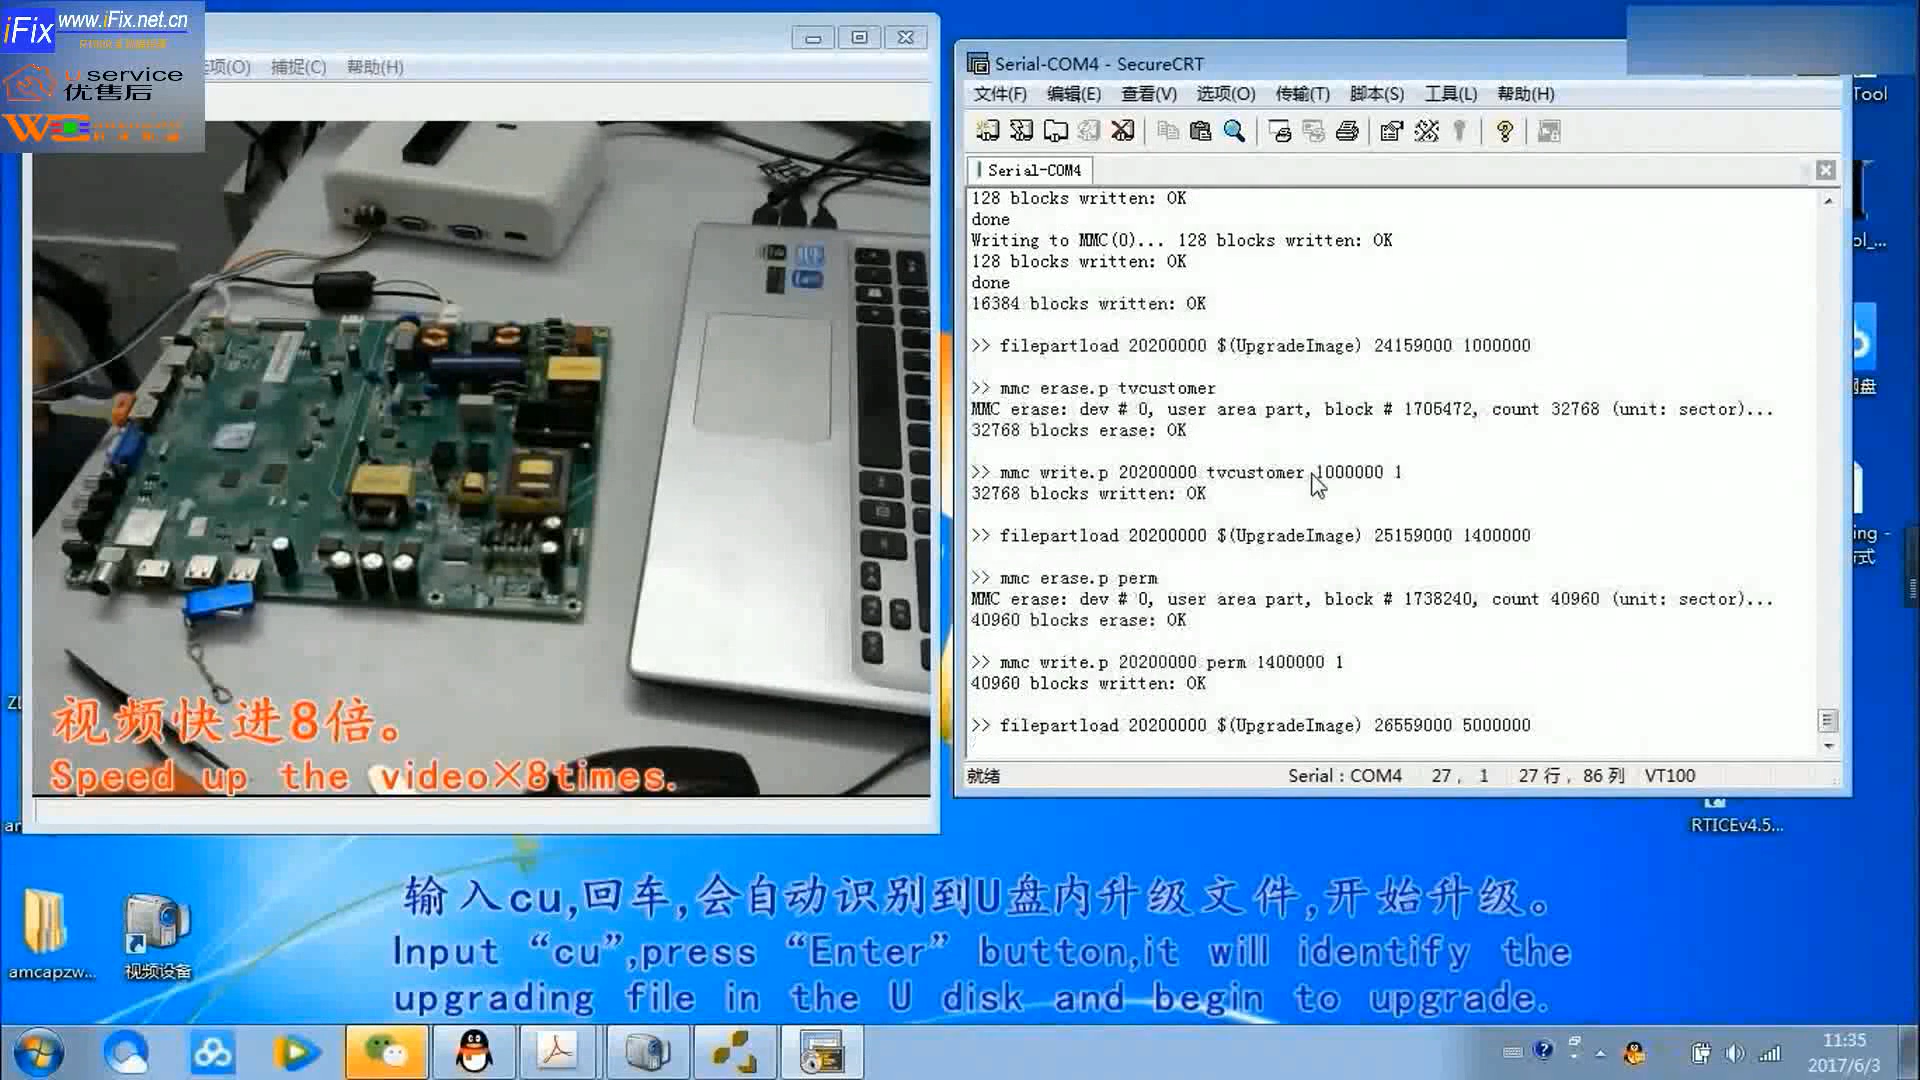 iFix www.iFix.net.cn
u service
优售后
项(O) 捕捉(C) 帮助(H)
视频快进8倍。
Speed up the video×8times.
Serial-COM4 - SecureCRT
文件(F) 编辑(E) 查看(V) 选项(O) 传输(T) 脚本(S) 工具(L) 帮助(H)
Serial-COM4
128 blocks written: OK
done
Writing to MMC(0)... 128 blocks written: OK
128 blocks written: OK
done
16384 blocks written: OK
>> filepartload 20200000 $(UpgradeImage) 24159000 1000000
>> mmc erase.p tvcustomer
MMC erase: dev # 0, user area part, block # 1705472, count 32768 (unit: sector)...
32768 blocks erase: OK
>> mmc write.p 20200000 tvcustomer 1000000 1
32768 blocks written: OK
>> filepartload 20200000 $(UpgradeImage) 25159000 1400000
>> mmc erase.p perm
MMC erase: dev # 0, user area part, block # 1738240, count 40960 (unit: sector)...
40960 blocks erase: OK
>> mmc write.p 20200000 perm 1400000 1
40960 blocks written: OK
>> filepartload 20200000 $(UpgradeImage) 26559000 5000000
就绪 Serial : COM4 27 , 1 27 行 , 86 列 VT100
Tool
RTICEv4.5...
输入cu,回车,会自动识别到U盘内升级文件,开始升级。
Input “cu”,press “Enter” button,it will identify the
upgrading file in the U disk and begin to upgrade.
amcapzw...
视频设备
11:35
2017/6/3